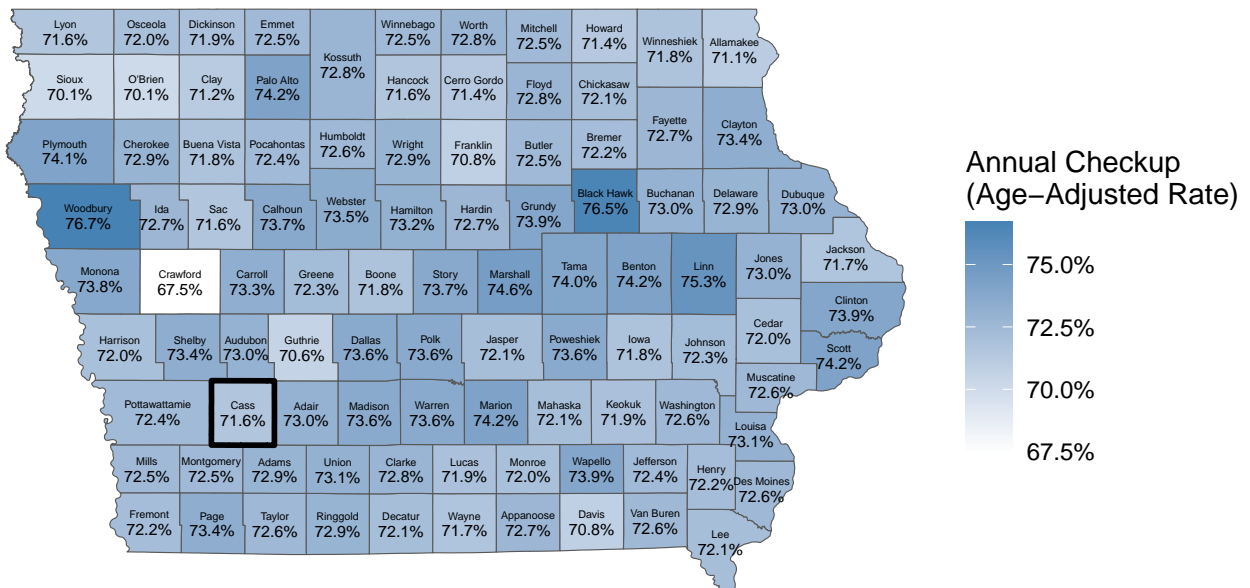 Lyon
71.6%
Osceola
72.0%
Dickinson
71.9%
Emmet
72.5%
Kossuth
72.8%
Winnebago
72.5%
Worth
72.8%
Mitchell
72.5%
Howard
71.4%
Winneshiek
71.8%
Allamakee
71.1%
Sioux
70.1%
O'Brien
70.1%
Clay
71.2%
Palo Alto
74.2%
Hancock
71.6%
Cerro Gordo
71.4%
Floyd
72.8%
Chickasaw
72.1%
Fayette
72.7%
Clayton
73.4%
Plymouth
74.1%
Cherokee
72.9%
Buena Vista
71.8%
Pocahontas
72.4%
Humboldt
72.6%
Wright
72.9%
Franklin
70.8%
Butler
72.5%
Bremer
72.2%
Woodbury
76.7%
Ida
72.7%
Sac
71.6%
Calhoun
73.7%
Webster
73.5%
Hamilton
73.2%
Hardin
72.7%
Grundy
73.9%
Black Hawk
76.5%
Buchanan
73.0%
Delaware
72.9%
Dubuque
73.0%
Monona
73.8%
Crawford
67.5%
Carroll
73.3%
Greene
72.3%
Boone
71.8%
Story
73.7%
Marshall
74.6%
Tama
74.0%
Benton
74.2%
Linn
75.3%
Jones
73.0%
Jackson
71.7%
Clinton
73.9%
Harrison
72.0%
Shelby
73.4%
Audubon
73.0%
Guthrie
70.6%
Dallas
73.6%
Polk
73.6%
Jasper
72.1%
Poweshiek
73.6%
Iowa
71.8%
Johnson
72.3%
Cedar
72.0%
Scott
74.2%
Muscatine
72.6%
Pottawattamie
72.4%
Cass
71.6%
Adair
73.0%
Madison
73.6%
Warren
73.6%
Marion
74.2%
Mahaska
72.1%
Keokuk
71.9%
Washington
72.6%
Louisa
73.1%
Mills
72.5%
Montgomery
72.5%
Adams
72.9%
Union
73.1%
Clarke
72.8%
Lucas
71.9%
Monroe
72.0%
Wapello
73.9%
Jefferson
72.4%
Henry
72.2%
Des Moines
72.6%
Fremont
72.2%
Page
73.4%
Taylor
72.6%
Ringgold
72.9%
Decatur
72.1%
Wayne
71.7%
Appanoose
72.7%
Davis
70.8%
Van Buren
72.6%
Lee
72.1%
Annual Checkup
(Age−Adjusted Rate)
75.0%
72.5%
70.0%
67.5%